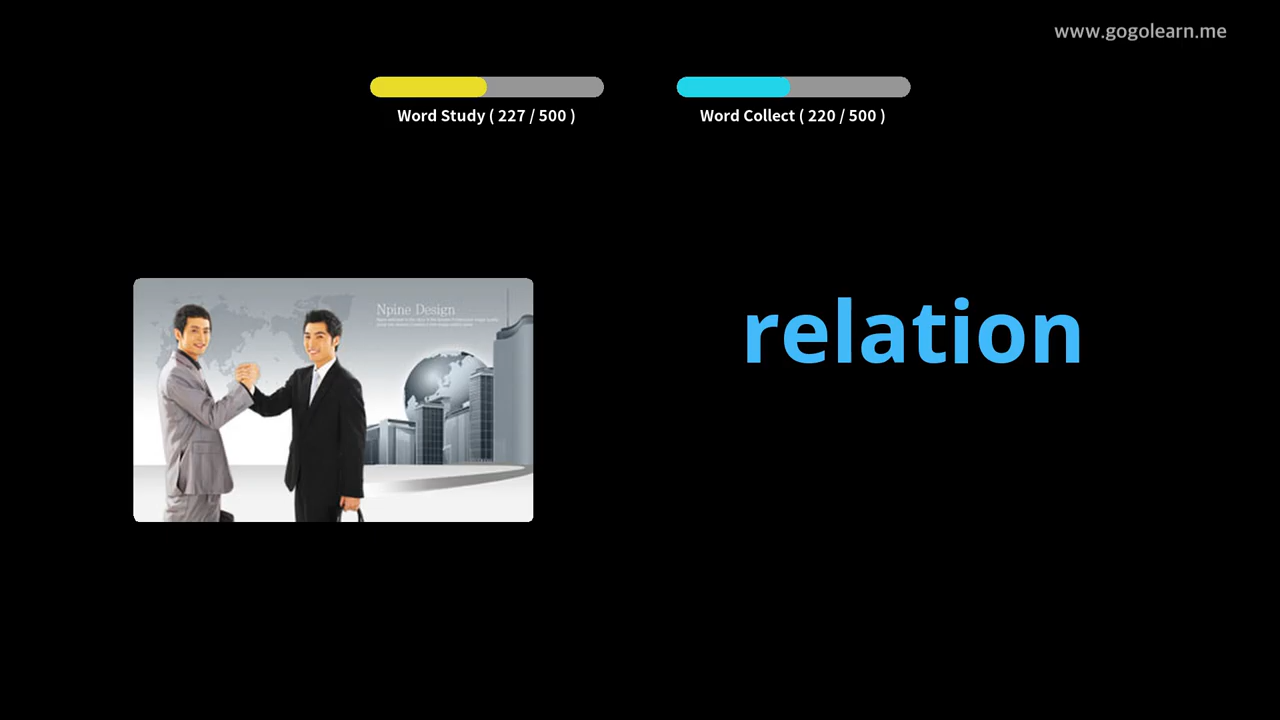 www.gogolearn.me
Word Study ( 227 / 500 )
Word Collect ( 220 / 500 )
Npine Design
relation